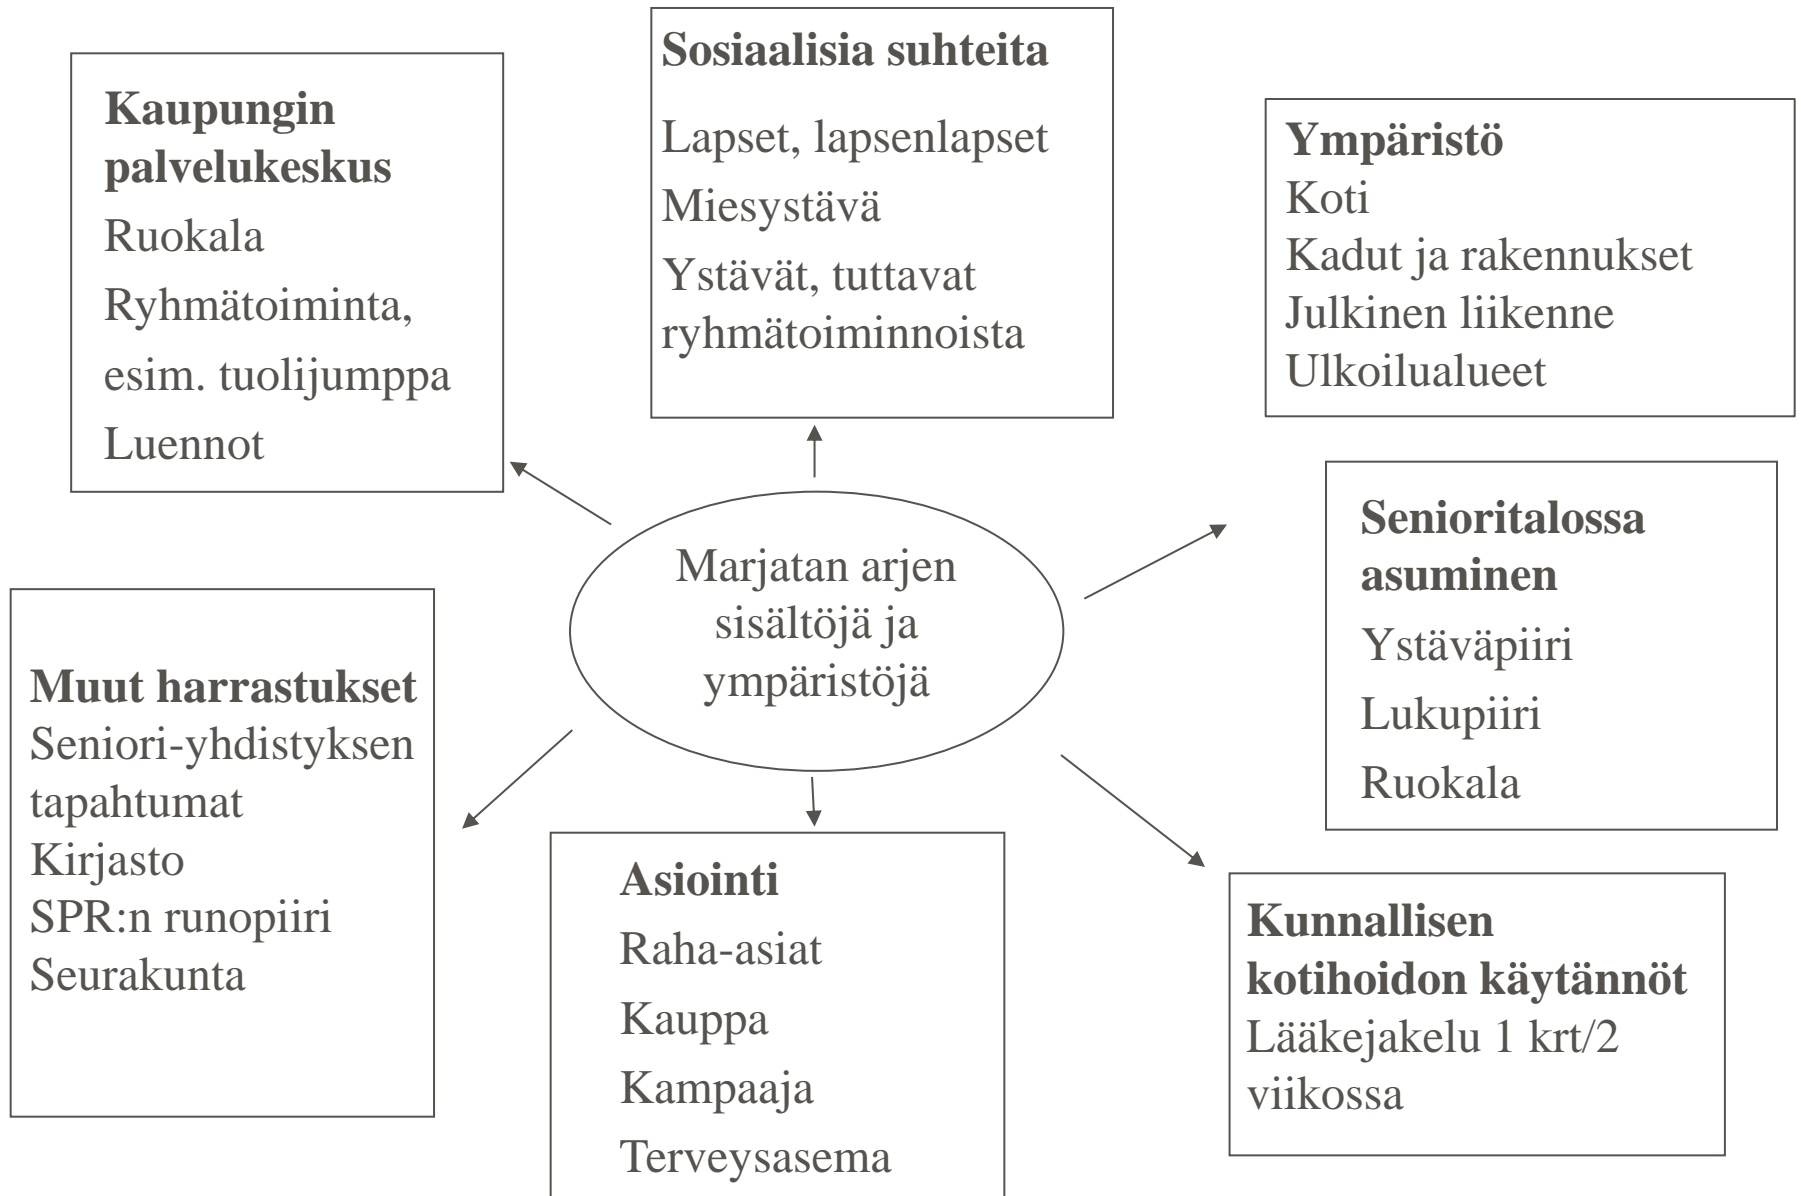 Kaupungin
palvelukeskus
Ruokala
Ryhmätoiminta,
esim. tuolijumppa
Luennot
Sosiaalisia suhteita
Lapset, lapsenlapset
Miesystävä
Ystävät, tuttavat
ryhmätoiminnoista
Ympäristö
Koti
Kadut ja rakennukset
Julkinen liikenne
Ulkoilualueet
Marjatan arjen
sisältöjä ja
ympäristöjä
Senioritalossa
asuminen
Ystäväpiiri
Lukupiiri
Ruokala
Muut harrastukset
Seniori-yhdistyksen
tapahtumat
Kirjasto
SPR:n runopiiri
Seurakunta
Asiointi
Raha-asiat
Kauppa
Kampaaja
Terveysasema
Kunnallisen
kotihoidon käytännöt
Lääkejakelu 1 krt/2
viikossa